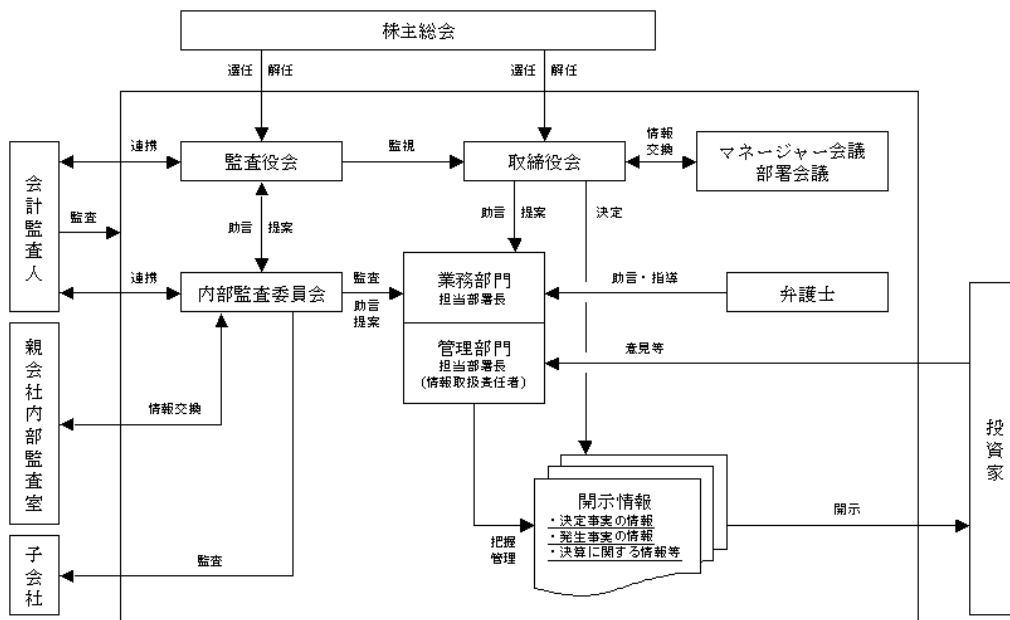 株主総会
選任 解任
選任 解任
会計監査人
連携
監査役会
監視
取締役会
情報
交換
マネージャー会議
部署会議
監査
助言 提案
助言 提案
決定
連携
内部監査委員会
監査
助言
提案
業務部門
担当部署長
助言・指導
弁護士
管理部門
担当部署長
(情報取扱責任者)
意見等
投資家
親会社内部監査室
情報交換
開示情報
・決定事実の情報
・発生事実の情報
・決算に関する情報等
把握
管理
開示
子会社
監査